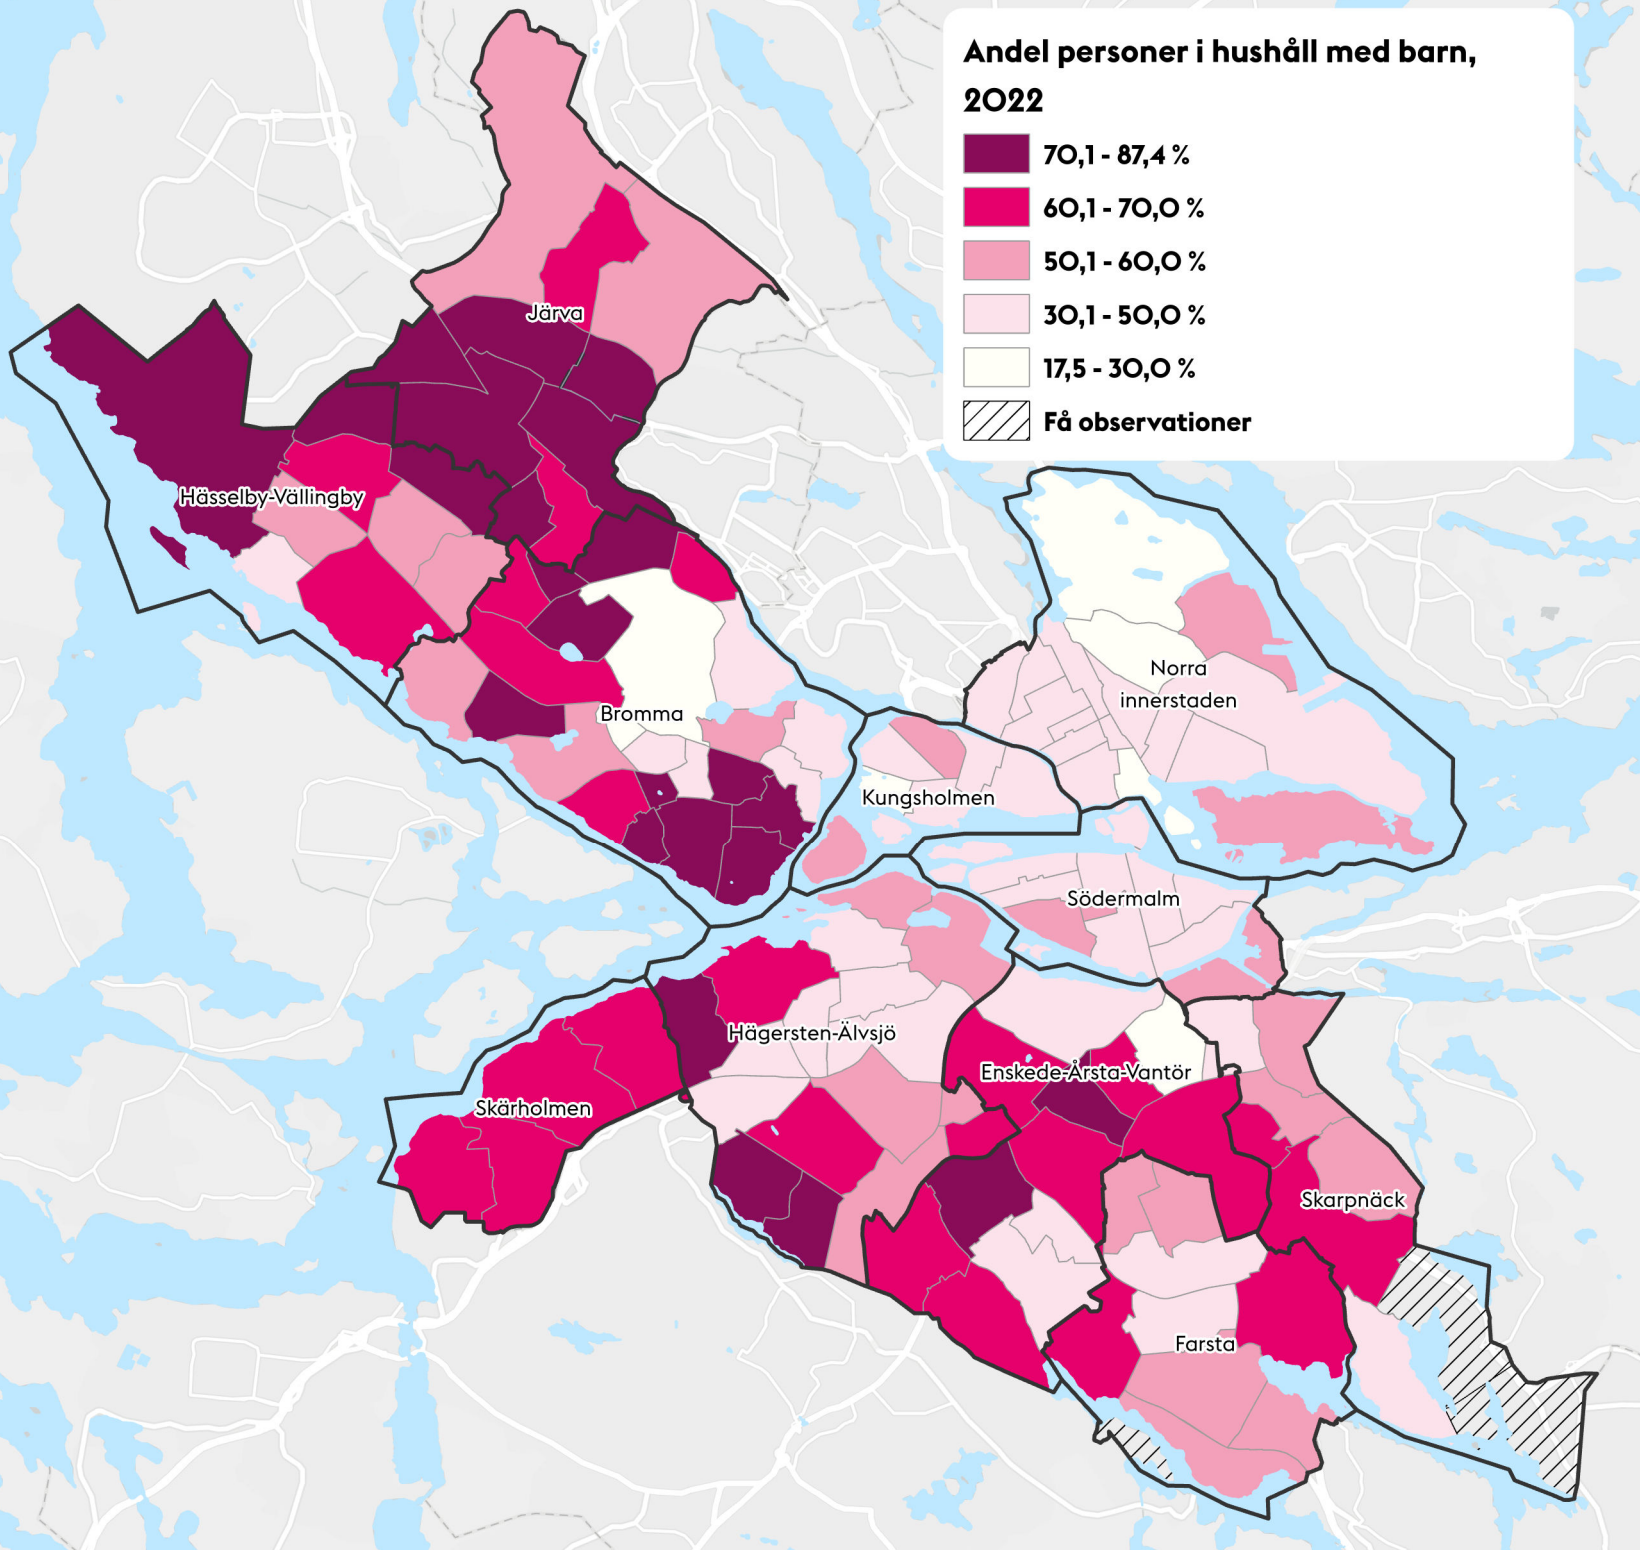 Andel personer i hushåll med barn,
2022
70,1 - 87,4 %
60,1 - 70,0 %
50,1 - 60,0 %
30,1 - 50,0 %
17,5 - 30,0 %
Få observationer
Järva
Hässelby-Vällingby
Norra
innerstaden
Bromma
Kungsholmen
Södermalm
Hägersten-Älvsjö
Enskede-Årsta-Vantör
Skärholmen
Skarpnäck
Farsta